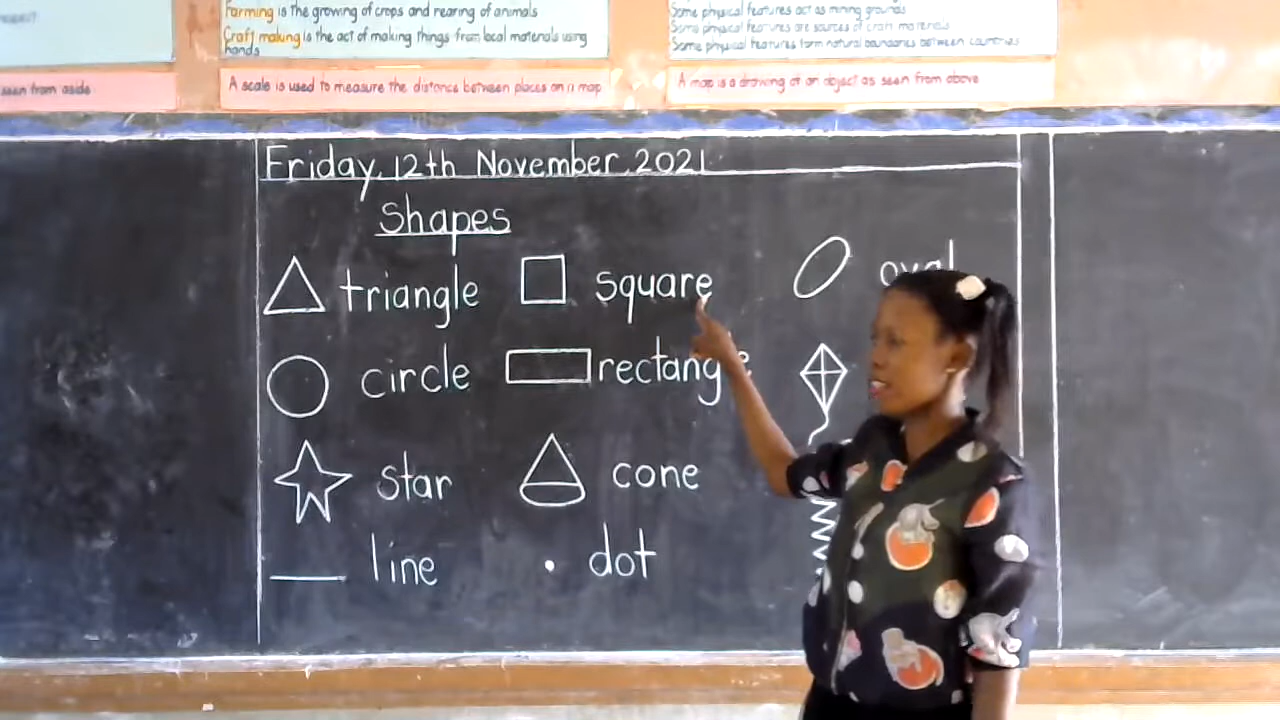 Farming is the growing of crops and rearing of animals
Craft making is the act of making things from local materials using
hands
Some physical features act as mining grounds
Some physical features are sources of craft materials
Some physical features form natural boundaries between countries
seen from aside
A scale is used to measure the distance between places on a map
A map is a drawing of an object as seen from above
Friday, 12th November, 2021
Shapes
triangle square oval
circle rectangle
star cone
line dot